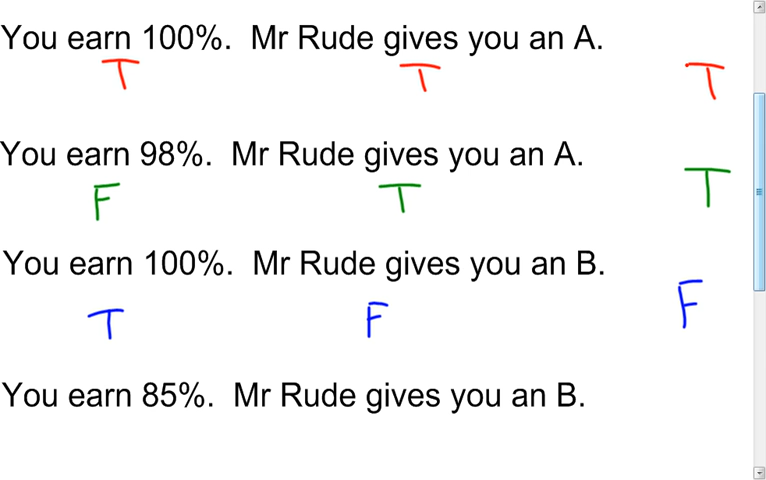 You earn 100%.  Mr Rude gives you an A.
T T T
You earn 98%.  Mr Rude gives you an A.
F T T
You earn 100%.  Mr Rude gives you an B.
T F F
You earn 85%.  Mr Rude gives you an B.